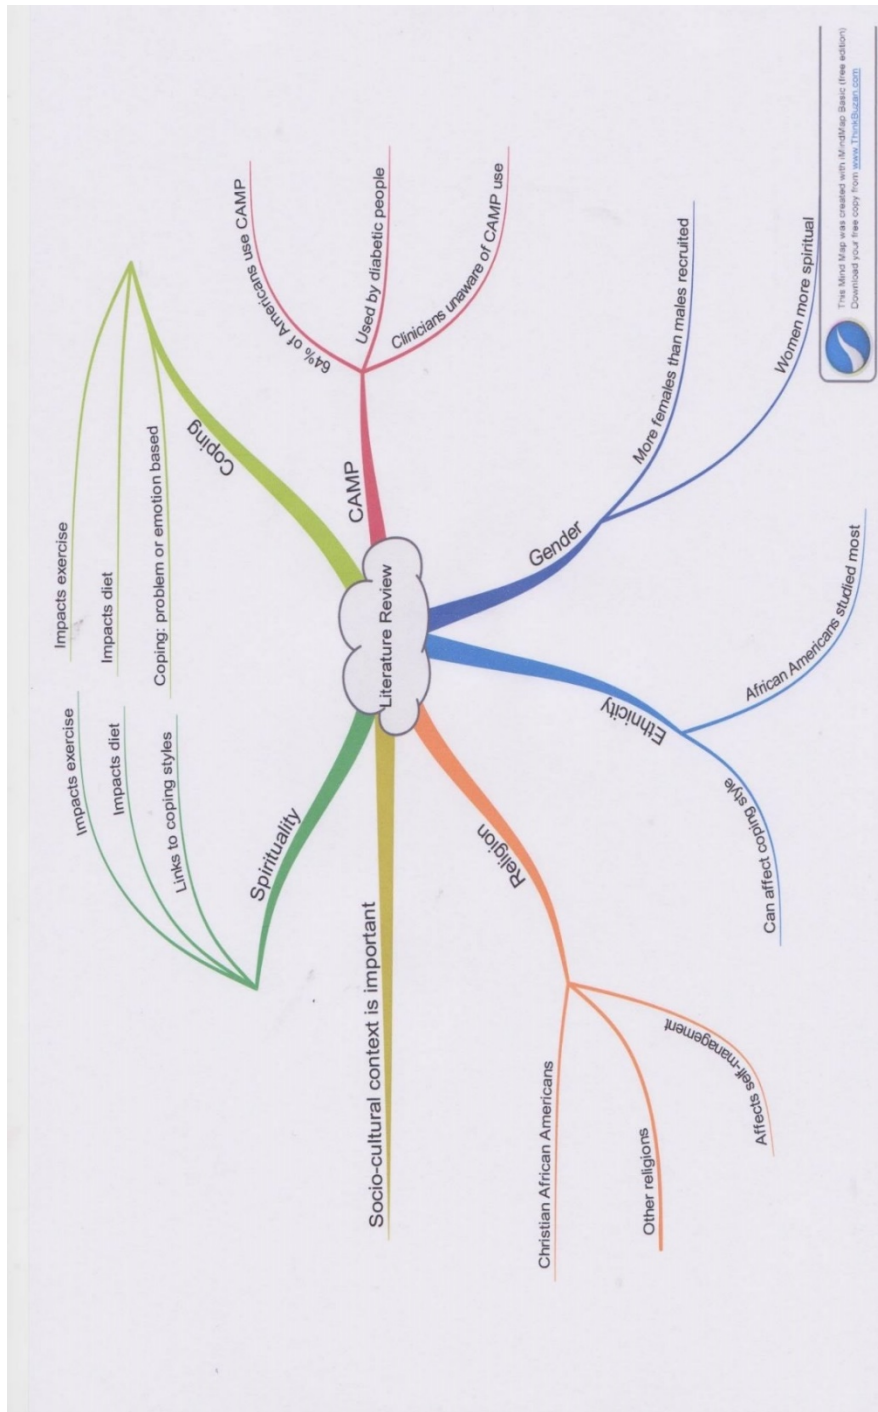 Literature Review
CAMP
64% of Americans use CAMP
Used by diabetic people
Clinicians unaware of CAMP use
Gender
More females than males recruited
Women more spiritual
Ethnicity
African Americans studied most
Can affect coping style
Religion
Affects self-management
Other religions
Christian African Americans
Socio-cultural context is important
Spirituality
Links to coping styles
Impacts diet
Impacts exercise
Coping
Coping: problem or emotion based
Impacts diet
Impacts exercise
This Mind Map was created with iMindMap Basic (free edition)
Download your free copy from www.ThinkBuzan.com